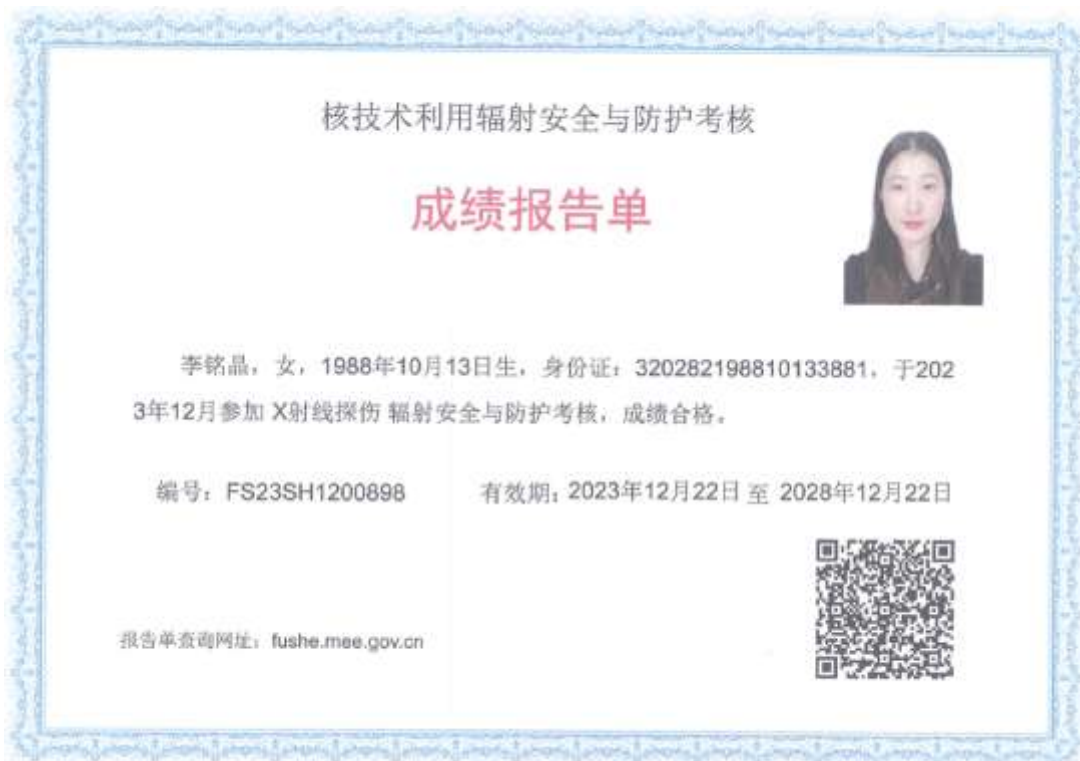 核技术利用辐射安全与防护考核
成绩报告单
李铭晶，女，1988年10月13日生，身份证：320282198810133881，于202
3年12月参加 X射线探伤 辐射安全与防护考核，成绩合格。
编号：FS23SH1200898
有效期：2023年12月22日 至 2028年12月22日
报告单查询网址：fushe.mee.gov.cn